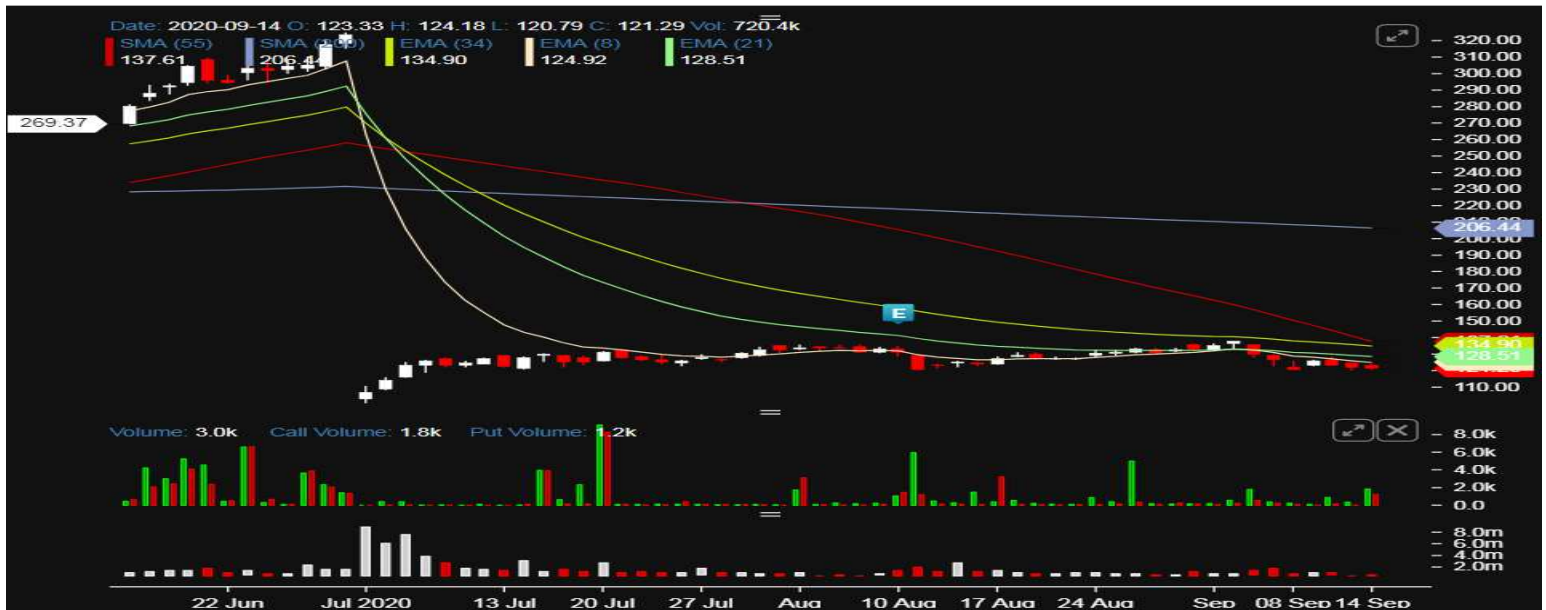 Date: 2020-09-14 O: 123.33 H: 124.18 L: 120.79 C: 121.29 Vol: 720.4k
SMA (55) SMA (200) EMA (34) EMA (8) EMA (21)
137.61 206.44 134.90 124.92 128.51
320.00
310.00
300.00
290.00
280.00
269.37
270.00
260.00
250.00
240.00
230.00
220.00
206.44
200.00
190.00
180.00
170.00
160.00
150.00
E
134.90
128.51
110.00
Volume: 3.0k Call Volume: 1.8k Put Volume: 1.2k
8.0k
6.0k
4.0k
2.0k
0.0
8.0m
6.0m
4.0m
2.0m
22 Jun Jul 2020 13 Jul 20 Jul 27 Jul Aug 10 Aug 17 Aug 24 Aug Sep 08 Sep 14 Sep